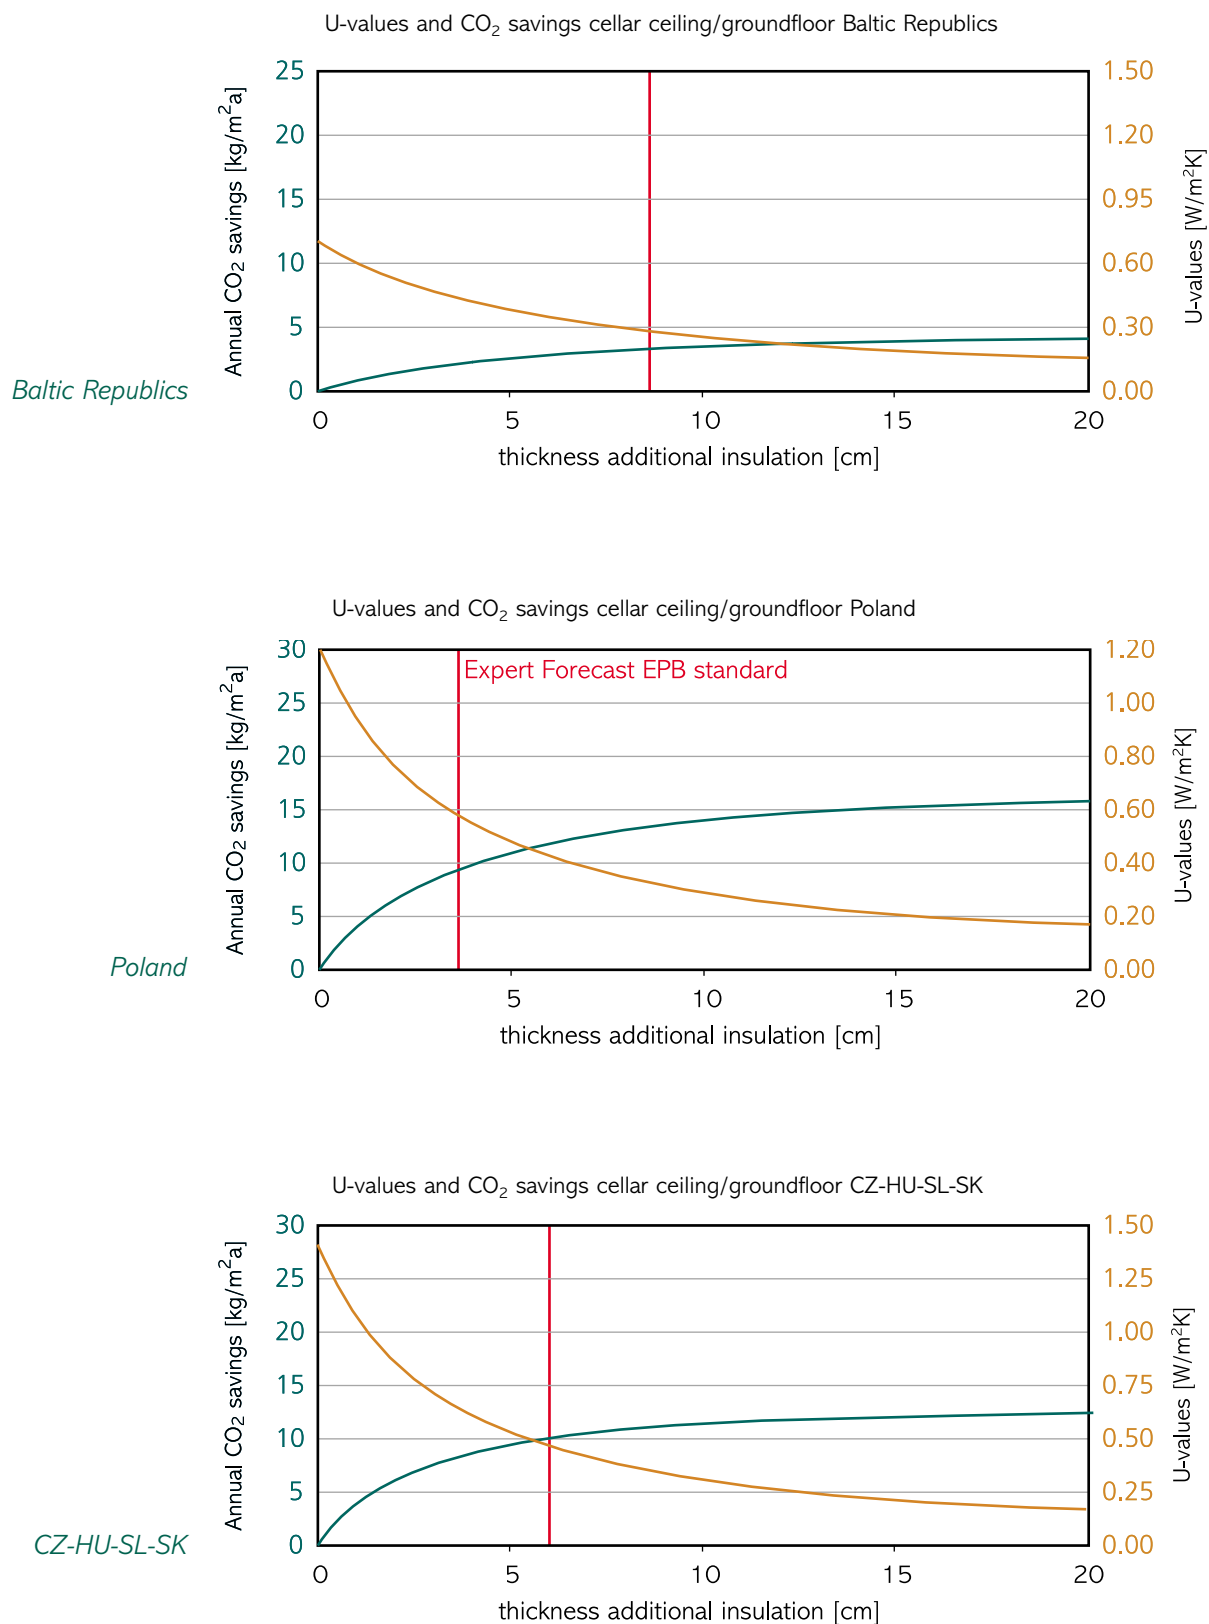 U-values and CO₂ savings cellar ceiling/groundfloor Baltic Republics
Annual CO₂ savings [kg/m²a]
25
20
15
10
5
0
1.50
1.20
0.95
0.60
0.30
0.00
U-values [W/m²K]
0 5 10 15 20
thickness additional insulation [cm]
Baltic Republics
U-values and CO₂ savings cellar ceiling/groundfloor Poland
Annual CO₂ savings [kg/m²a]
30
25
20
15
10
5
0
Expert Forecast EPB standard
1.20
1.00
0.80
0.60
0.40
0.20
0.00
U-values [W/m²K]
0 5 10 15 20
thickness additional insulation [cm]
Poland
U-values and CO₂ savings cellar ceiling/groundfloor CZ-HU-SL-SK
Annual CO₂ savings [kg/m²a]
30
25
20
15
10
5
0
1.50
1.25
1.00
0.75
0.50
0.25
0.00
U-values [W/m²K]
0 5 10 15 20
thickness additional insulation [cm]
CZ-HU-SL-SK